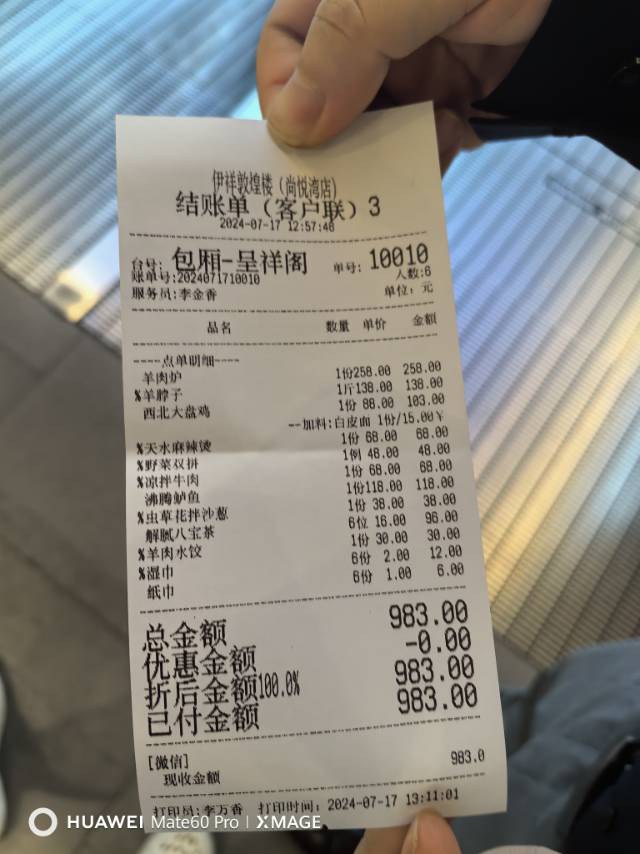 伊祥敦煌楼（尚悦湾店）
结账单（客户联）3
2024-07-17 12:57:46
台号: 包厢-呈祥阁 单号: 10010
账单号:2024071710010 人数:6
服务员:李金香 单位: 元
品名 数量 单价 金额
----点单明细----
羊肉炉 1份258.00 258.00
%羊脖子 1斤138.00 138.00
西北大盘鸡 1份 88.00 103.00
--加料:白皮面 1份/15.00￥
%天水麻辣烫 1份 68.00 68.00
%野菜双拼 1例 48.00 48.00
%凉拌牛肉 1份 68.00 68.00
沸腾鲈鱼 1份118.00 118.00
%虫草花拌沙葱 1份 38.00 38.00
解腻八宝茶 6位 16.00 96.00
%羊肉水饺 1份 30.00 30.00
%湿巾 6份 2.00 12.00
纸巾 6份 1.00 6.00
总金额 983.00
优惠金额 -0.00
折后金额100.0% 983.00
已付金额 983.00
[微信]
现收金额 983.0
打印员:李万香 打印时间: 2024-07-17 13:11:01
HUAWEI Mate60 Pro | XMAGE